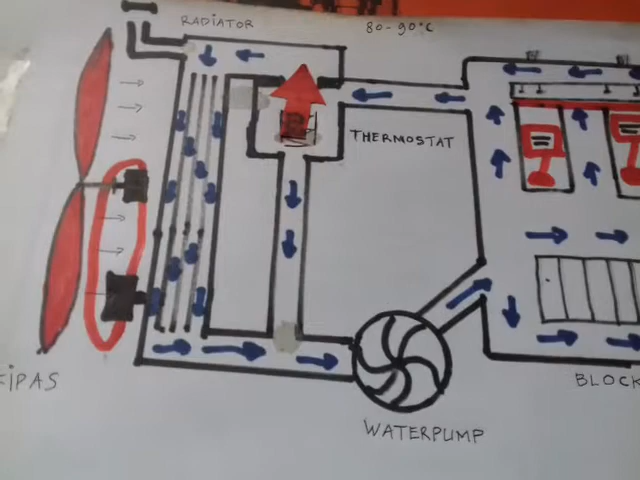 RADIATOR
80-90°C
THERMOSTAT
KIPAS
WATERPUMP
BLOCK